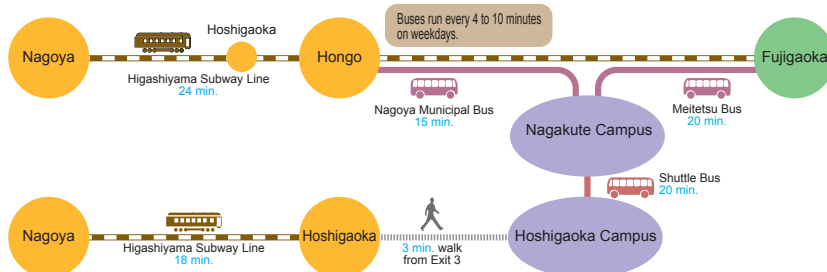 Buses run every 4 to 10 minutes
on weekdays.
Nagoya
Hoshigaoka
Hongo
Fujigaoka
Higashiyama Subway Line
24 min.
Nagoya Municipal Bus
15 min.
Meitetsu Bus
20 min.
Nagakute Campus
Shuttle Bus
20 min.
Nagoya
Higashiyama Subway Line
18 min.
Hoshigaoka
3 min. walk
from Exit 3
Hoshigaoka Campus